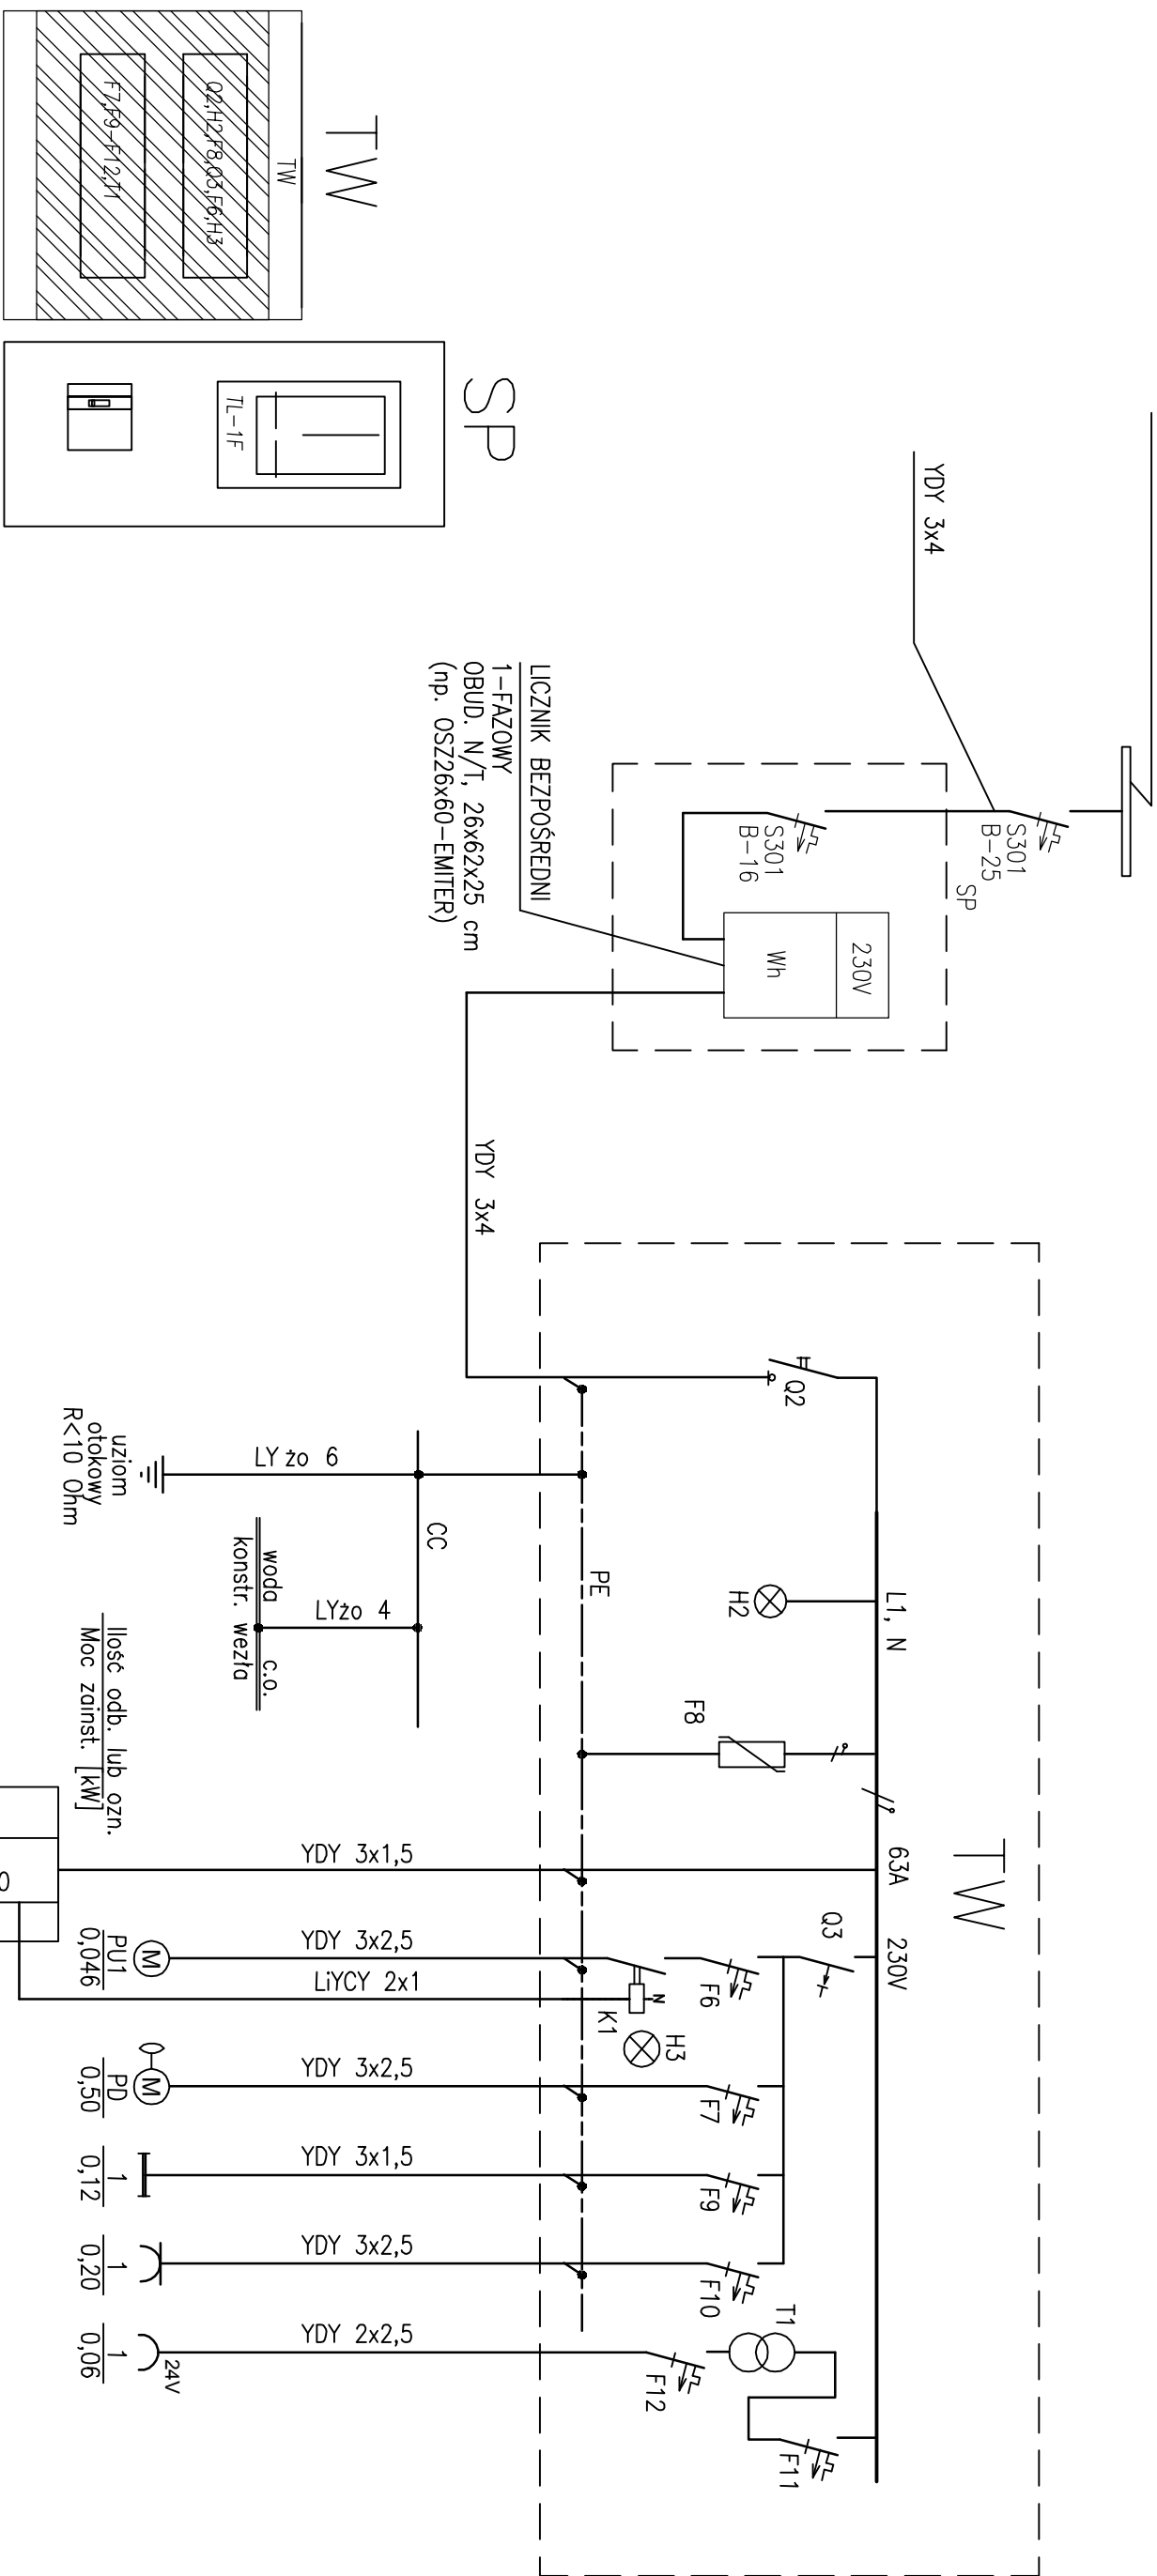 TW
TW
Q2,H2,F8,Q3,F6,H3
F7,F9-F12,T1
SP
TL-1F
YDY 3x4
S301
B-25
SP
S301
B-16
230V
Wh
LICZNIK BEZPOŚREDNI
1-FAZOWY
OBUD. N/T, 26x62x25 cm
(np. OSZ26x60-EMITER)
YDY 3x4
TW
Q2
L1, N
63A
230V
H2
F8
PE
Q3
F6
K1
H3
N
F7
F9
F10
T1
F12
F11
LYżo 6
CC
LYżo 4
uziom
otokowy
R<10 Ohm
woda
c.o.
konstr. wezła
Ilość odb. lub ozn.
Moc zainst. [kW]
YDY 3x1,5
YDY 3x2,5
LiYCY 2x1
YDY 3x2,5
YDY 3x1,5
YDY 3x2,5
YDY 2x2,5
M
M
24V
PU1
0,046
PD
0,50
1
0,12
1
0,20
1
0,06